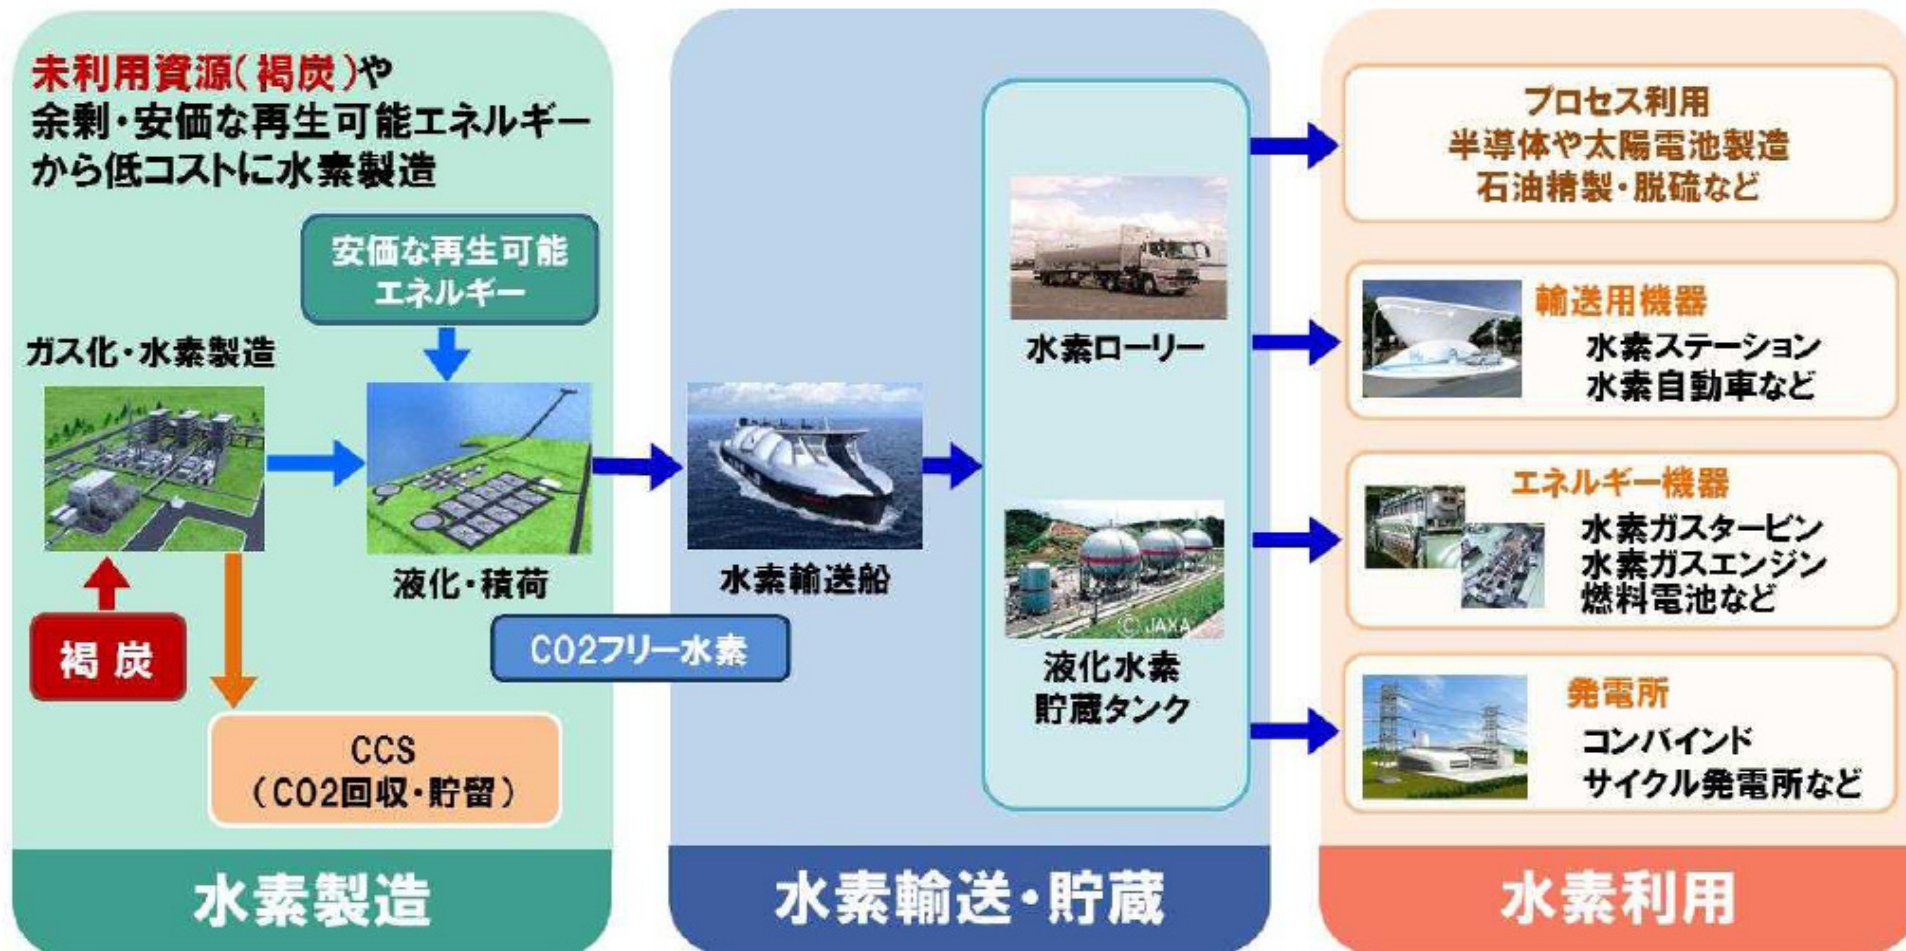 未利用資源(褐炭)や
余剰・安価な再生可能エネルギー
から低コストに水素製造
安価な再生可能
エネルギー
ガス化・水素製造
液化・積荷
褐炭
CCS
(CO2回収・貯留)
CO2フリー水素
水素製造
水素輸送船
水素ローリー
© JAXA
液化水素
貯蔵タンク
水素輸送・貯蔵
プロセス利用
半導体や太陽電池製造
石油精製・脱硫など
輸送用機器
水素ステーション
水素自動車など
エネルギー機器
水素ガスタービン
水素ガスエンジン
燃料電池など
発電所
コンバインド
サイクル発電所など
水素利用